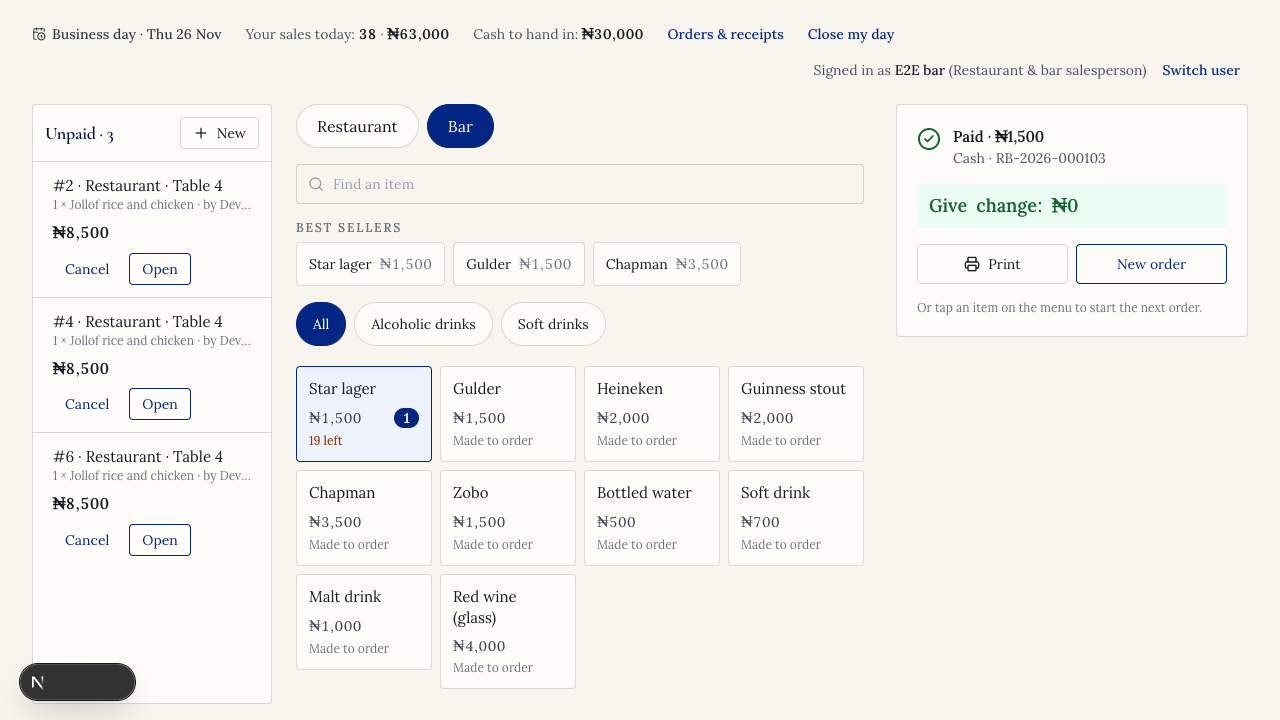 Business day · Thu 26 Nov
Your sales today: 38 · ₦63,000
Cash to hand in: ₦30,000
Orders & receipts
Close my day
Signed in as E2E bar (Restaurant & bar salesperson)
Switch user
Unpaid · 3
New
#2 · Restaurant · Table 4
1 × Jollof rice and chicken · by Dev...
₦8,500
Cancel
Open
#4 · Restaurant · Table 4
1 × Jollof rice and chicken · by Dev...
₦8,500
Cancel
Open
#6 · Restaurant · Table 4
1 × Jollof rice and chicken · by Dev...
₦8,500
Cancel
Open
Restaurant
Bar
Find an item
BEST SELLERS
Star lager ₦1,500
Gulder ₦1,500
Chapman ₦3,500
All
Alcoholic drinks
Soft drinks
Star lager
₦1,500
1
19 left
Gulder
₦1,500
Made to order
Heineken
₦2,000
Made to order
Guinness stout
₦2,000
Made to order
Chapman
₦3,500
Made to order
Zobo
₦1,500
Made to order
Bottled water
₦500
Made to order
Soft drink
₦700
Made to order
Malt drink
₦1,000
Made to order
Red wine
(glass)
₦4,000
Made to order
Paid · ₦1,500
Cash · RB-2026-000103
Give change: ₦0
Print
New order
Or tap an item on the menu to start the next order.
N